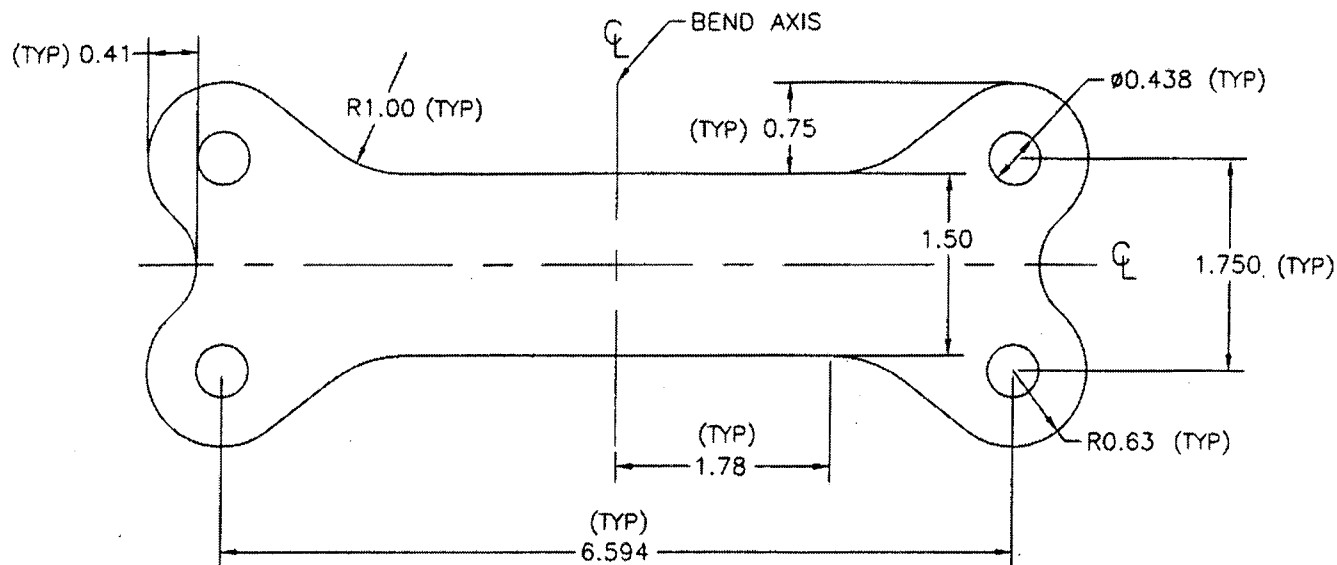 ℄
BEND AXIS
(TYP) 0.41
R1.00 (TYP)
(TYP) 0.75
ø0.438 (TYP)
1.50
℄
1.750 (TYP)
(TYP)
1.78
R0.63 (TYP)
(TYP)
6.594